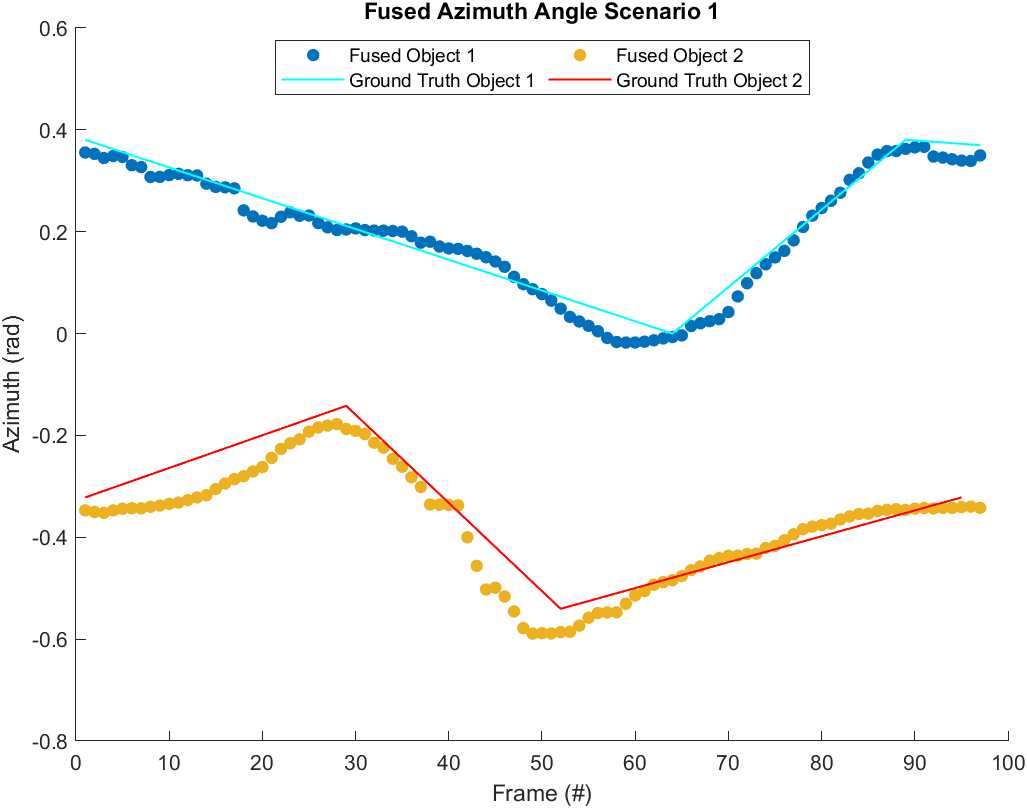 Fused Azimuth Angle Scenario 1
0.6
Fused Object 1
Fused Object 2
Ground Truth Object 1
Ground Truth Object 2
0.4
0.2
0
-0.2
-0.4
-0.6
-0.8
Azimuth (rad)
0 10 20 30 40 50 60 70 80 90 100
Frame (#)